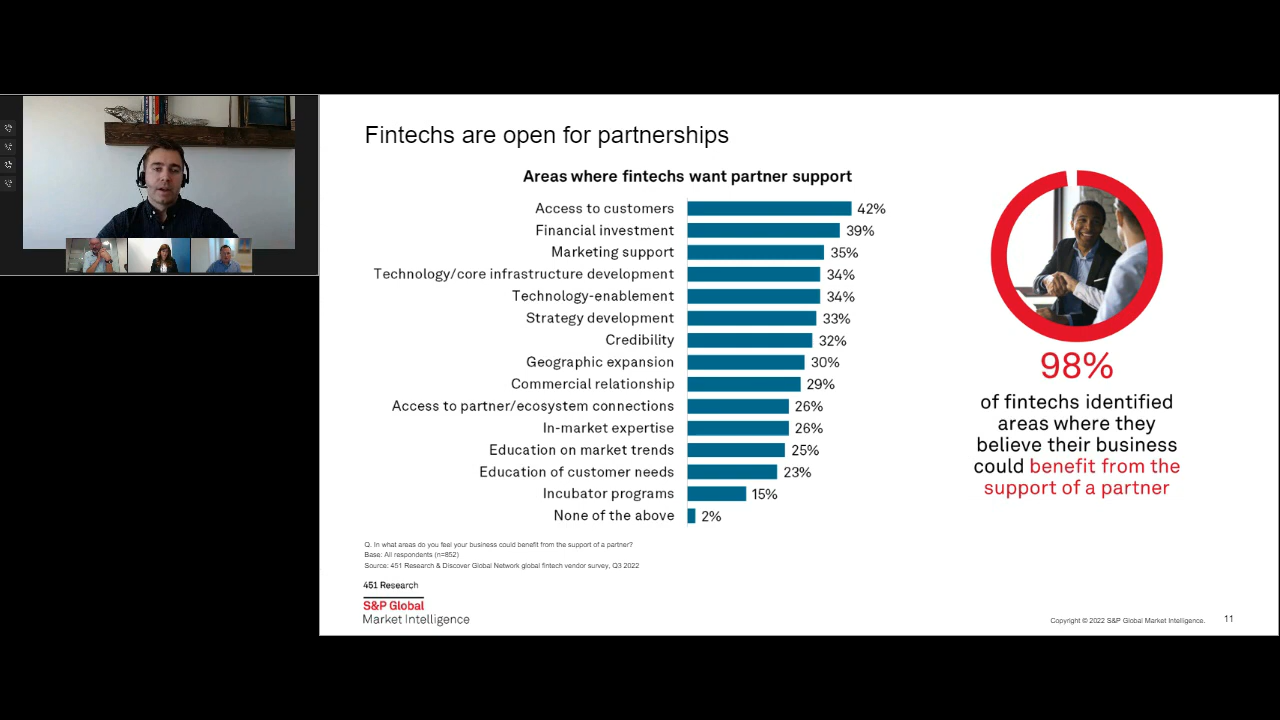 Fintechs are open for partnerships
Areas where fintechs want partner support
Access to customers 42%
Financial investment 39%
Marketing support 35%
Technology/core infrastructure development 34%
Technology-enablement 34%
Strategy development 33%
Credibility 32%
Geographic expansion 30%
Commercial relationship 29%
Access to partner/ecosystem connections 26%
In-market expertise 26%
Education on market trends 25%
Education of customer needs 23%
Incubator programs 15%
None of the above 2%
98%
of fintechs identified
areas where they
believe their business
could benefit from the
support of a partner
Q. In what areas do you feel your business could benefit from the support of a partner?
Base: All respondents (n=852)
Source: 451 Research & Discover Global Network global fintech vendor survey, Q3 2022
451 Research
S&P Global
Market Intelligence
Copyright © 2022 S&P Global Market Intelligence.
11